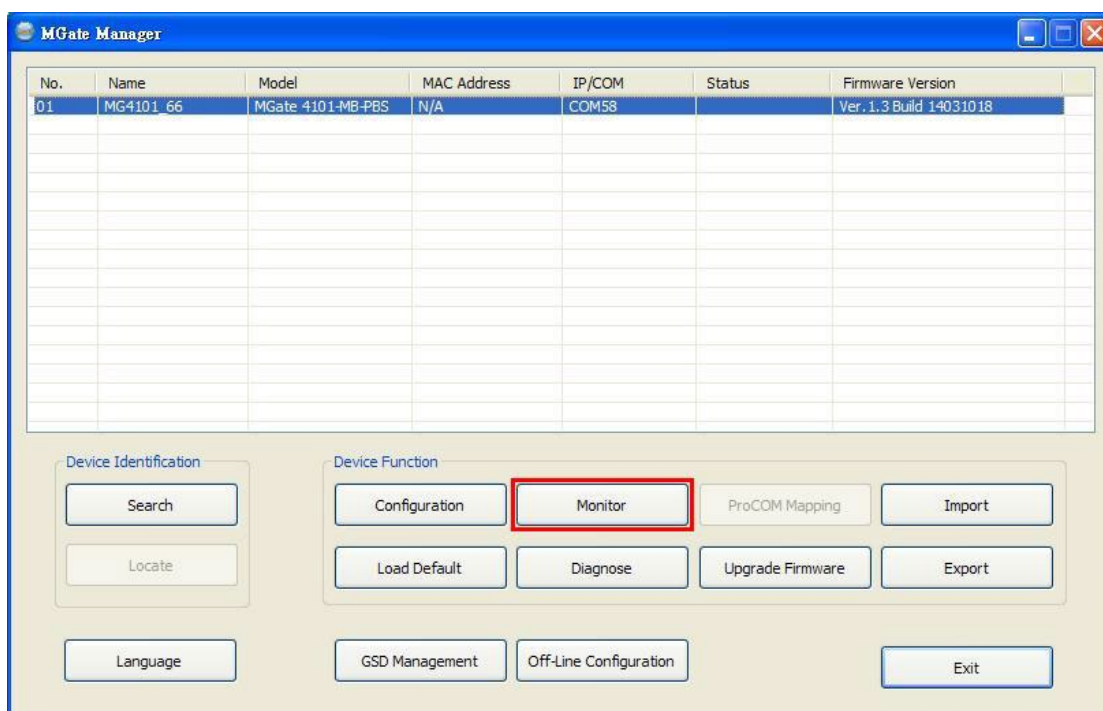 MGate Manager
No. Name Model MAC Address IP/COM Status Firmware Version
01 MG4101_66 MGate 4101-MB-PBS N/A COM58 Ver.1.3 Build 14031018
Device Identification Device Function
Search Configuration Monitor ProCOM Mapping Import
Locate Load Default Diagnose Upgrade Firmware Export
Language GSD Management Off-Line Configuration Exit